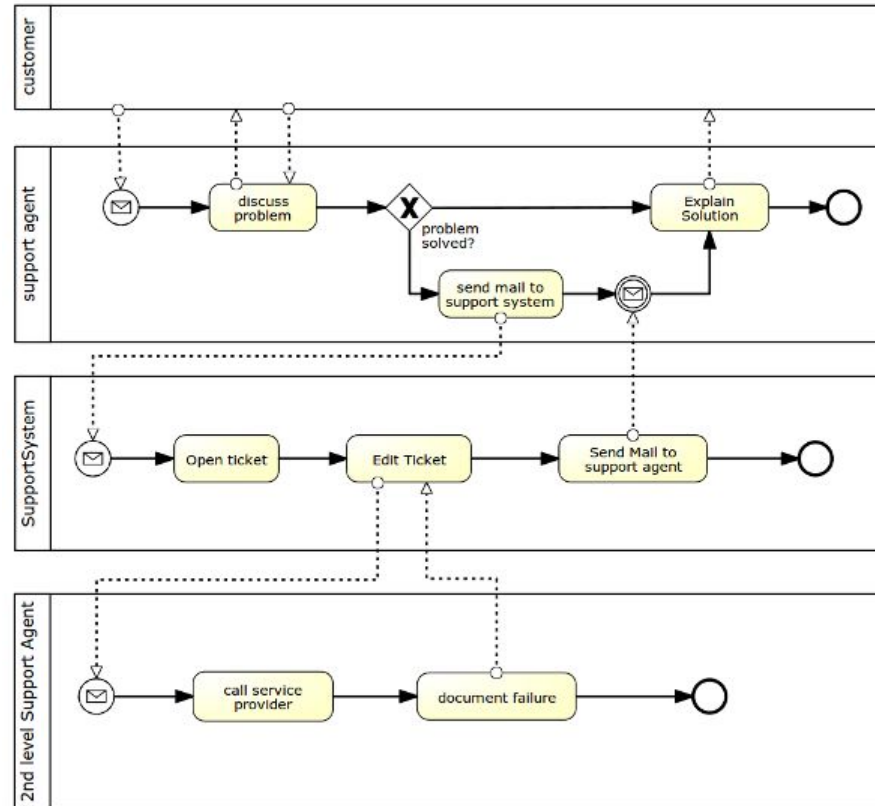 customer
support agent
discuss
problem
problem
solved?
Explain
Solution
send mail to
support system
SupportSystem
Open ticket
Edit Ticket
Send Mail to
support agent
2nd level Support Agent
call service
provider
document failure